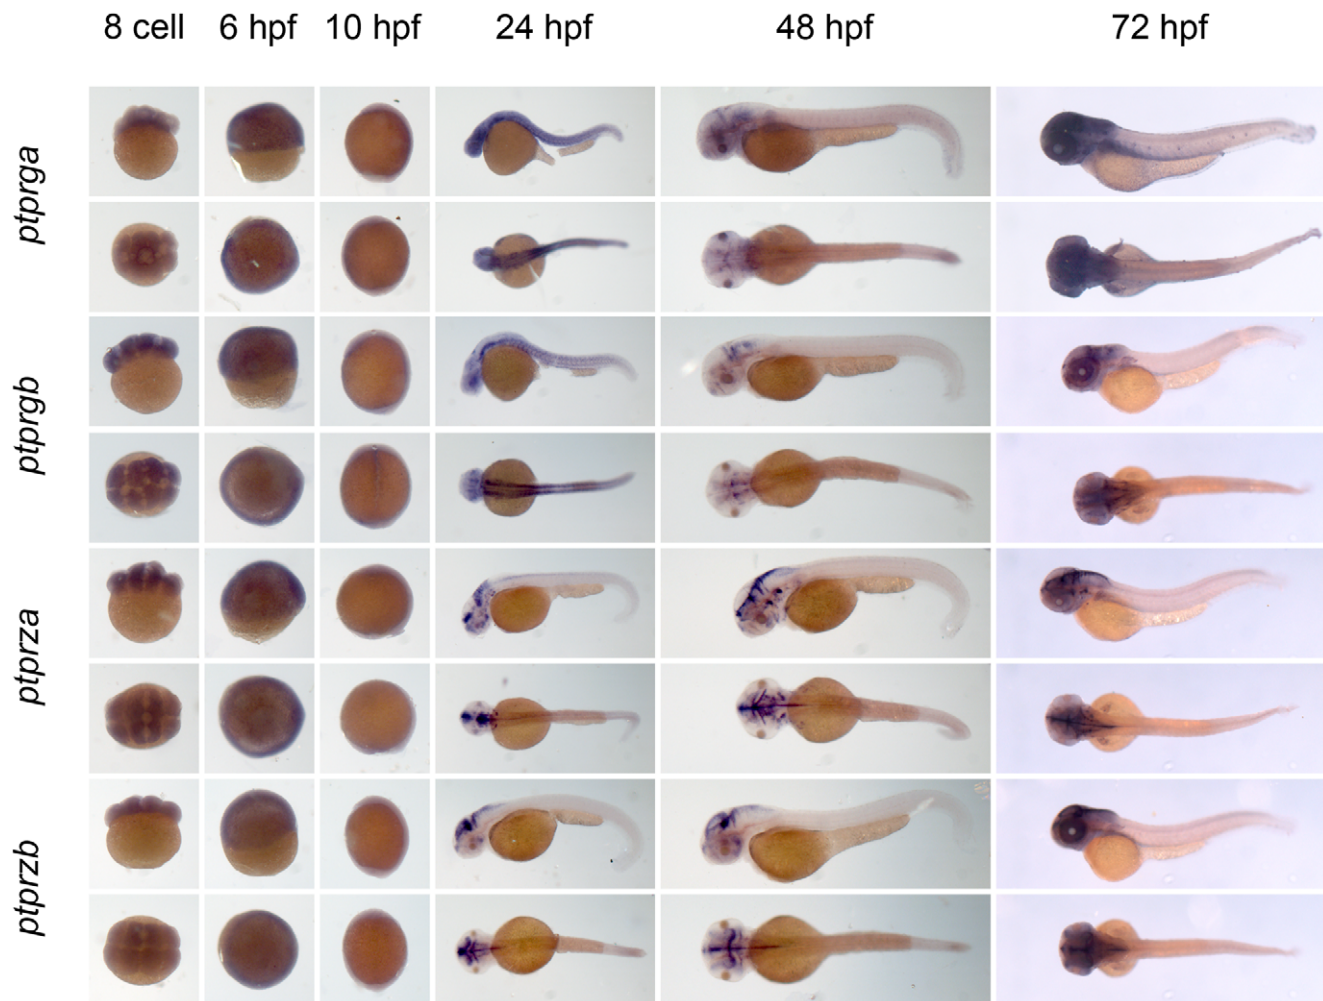 8 cell 6 hpf 10 hpf 24 hpf 48 hpf 72 hpf
ptprga
ptprgb
ptprza
ptprzb